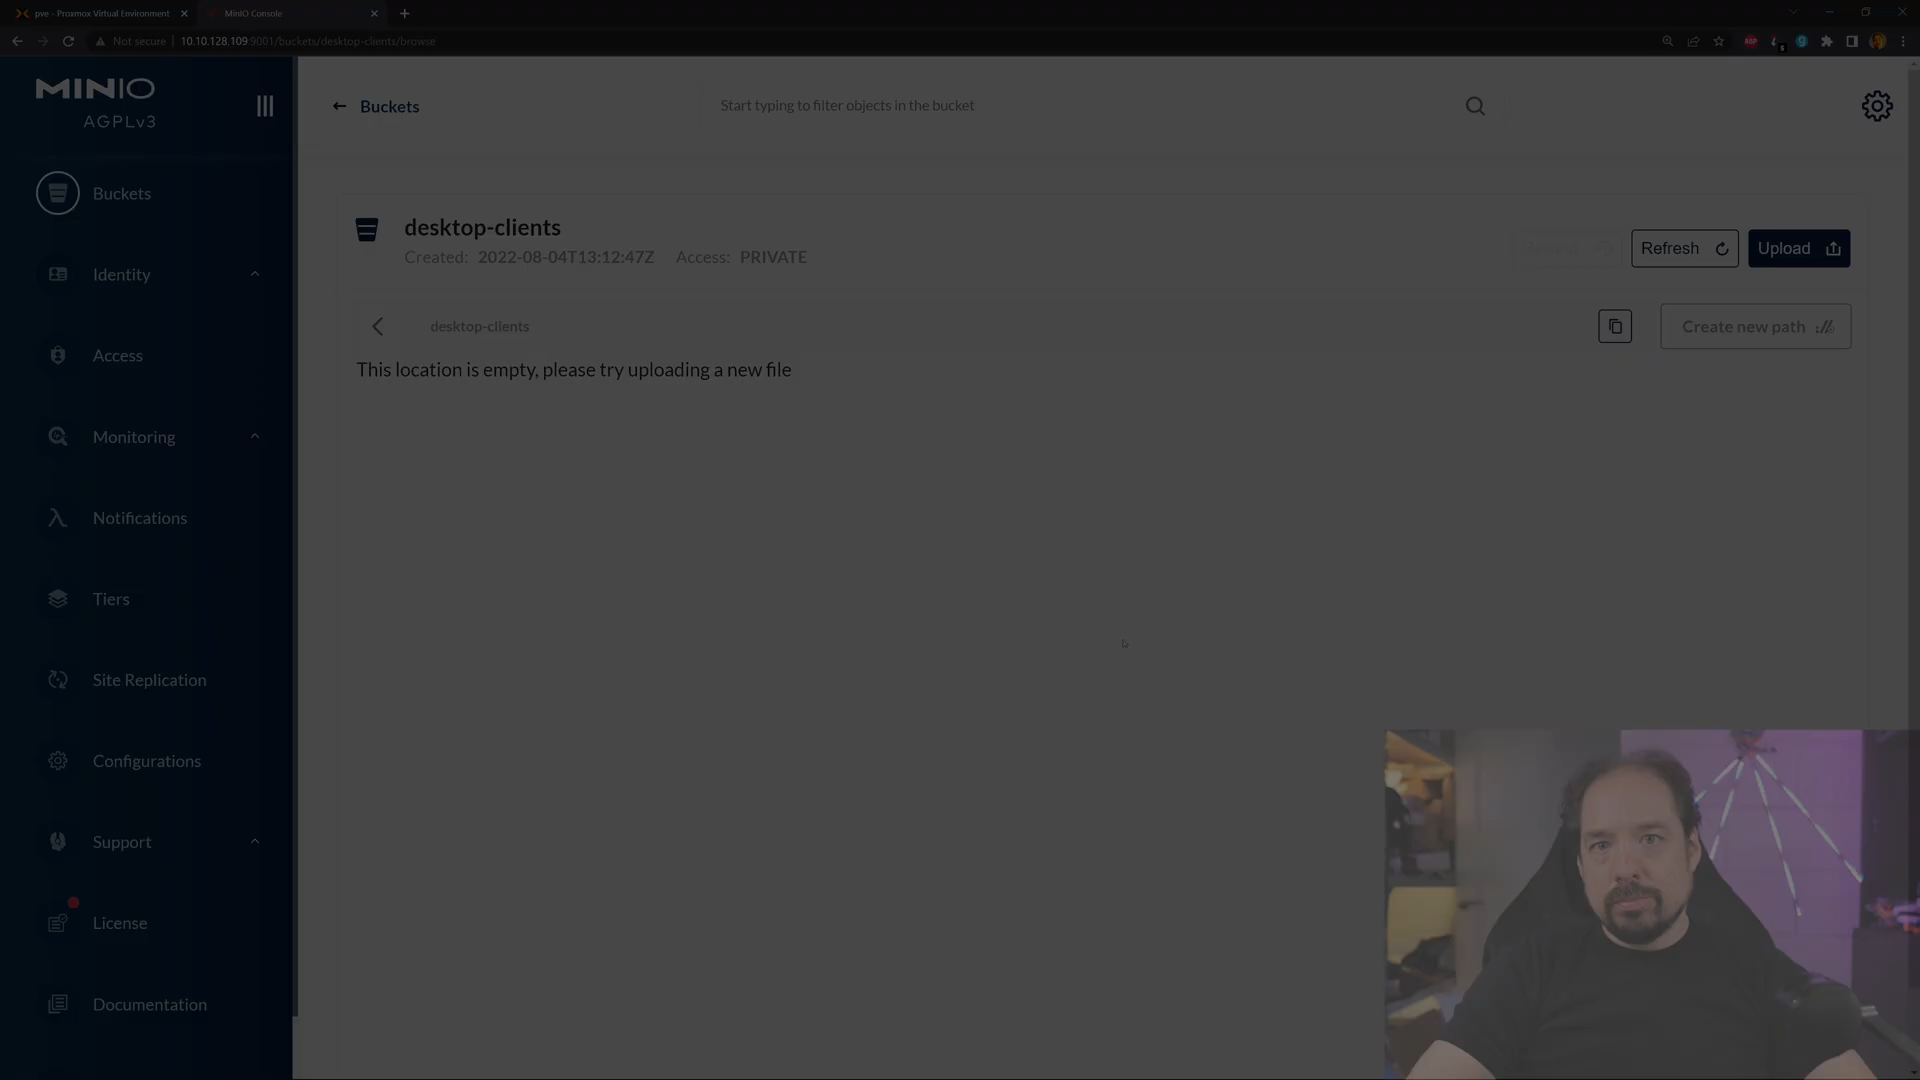 pve - Proxmox Virtual Environment
MinIO Console
Not secure
10.10.128.109:9001/buckets/desktop-clients/browse
MINIO
AGPLv3
Buckets
Start typing to filter objects in the bucket
Buckets
Identity
Access
Monitoring
Notifications
Tiers
Site Replication
Configurations
Support
License
Documentation
desktop-clients
Created: 2022-08-04T13:12:47Z Access: PRIVATE
Refresh
Upload
desktop-clients
Create new path
This location is empty, please try uploading a new file